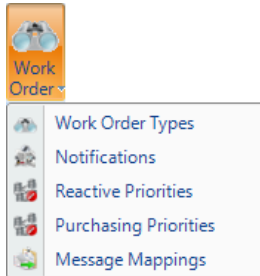 Work
Order
Work Order Types
Notifications
Reactive Priorities
Purchasing Priorities
Message Mappings